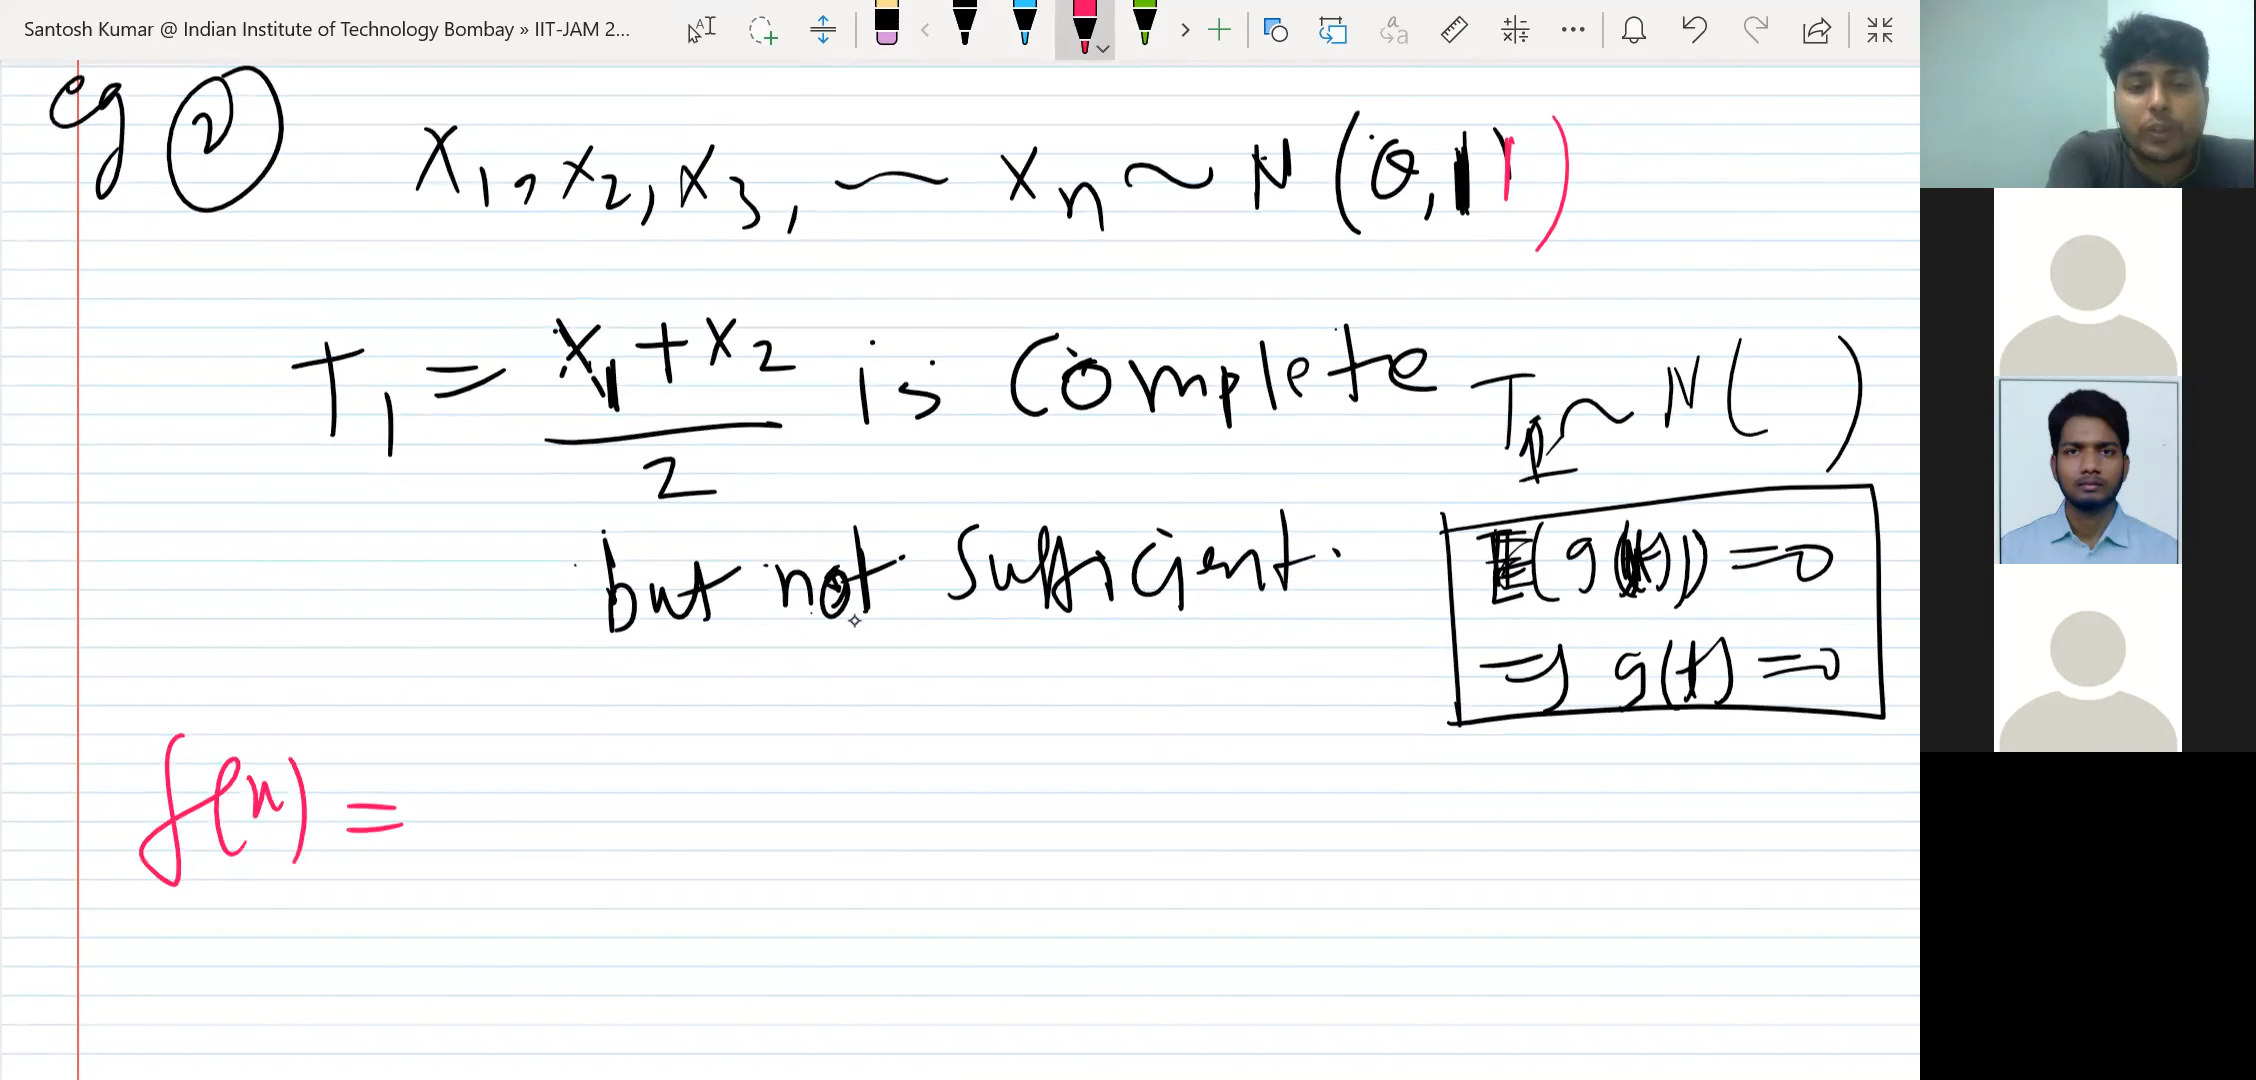 Santosh Kumar @ Indian Institute of Technology Bombay » IIT-JAM 2...
eg 2
X1, X2, X3, ~ Xn ~ N(θ, 1)
T1 = X1 + X2 / 2 is Complete
T1 ~ N( )
but not sufficient.
E(g(t)) = 0
=> g(t) = 0
f(x) =